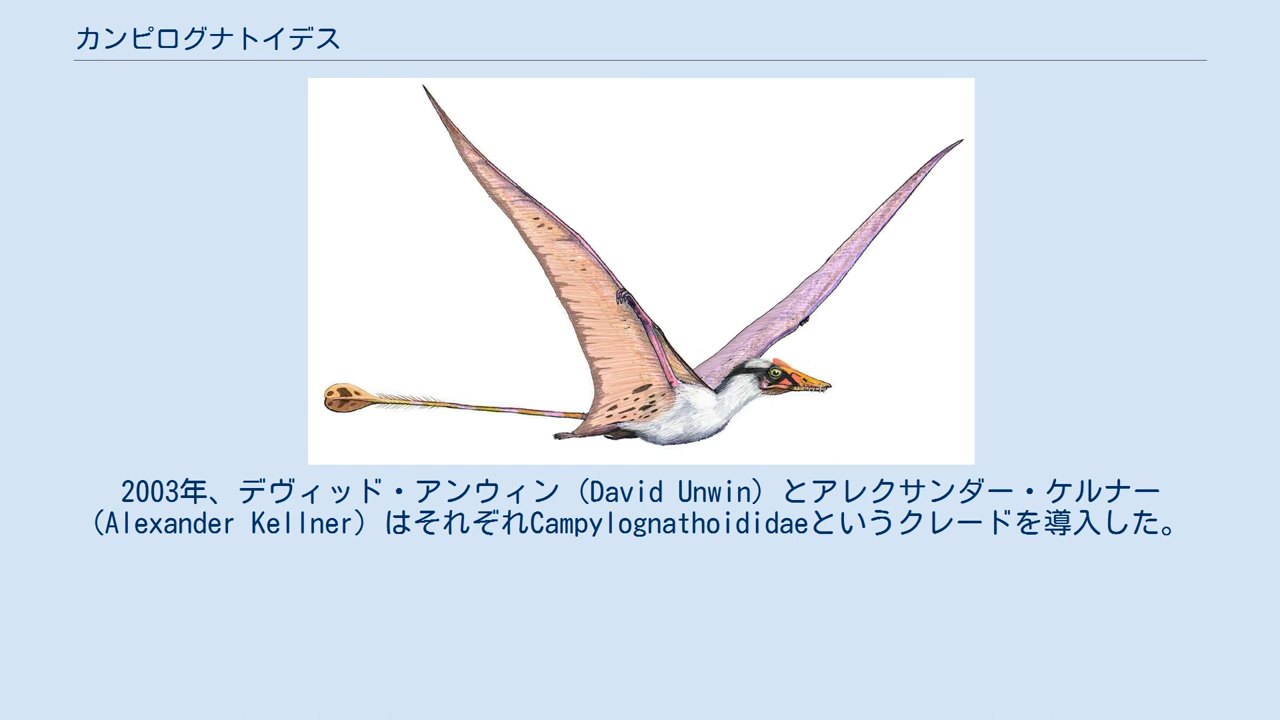 カンピログナトイデス
2003年、デヴィッド・アンウィン（David Unwin）とアレクサンダー・ケルナー
（Alexander Kellner）はそれぞれCampylognathoididaeというクレードを導入した。